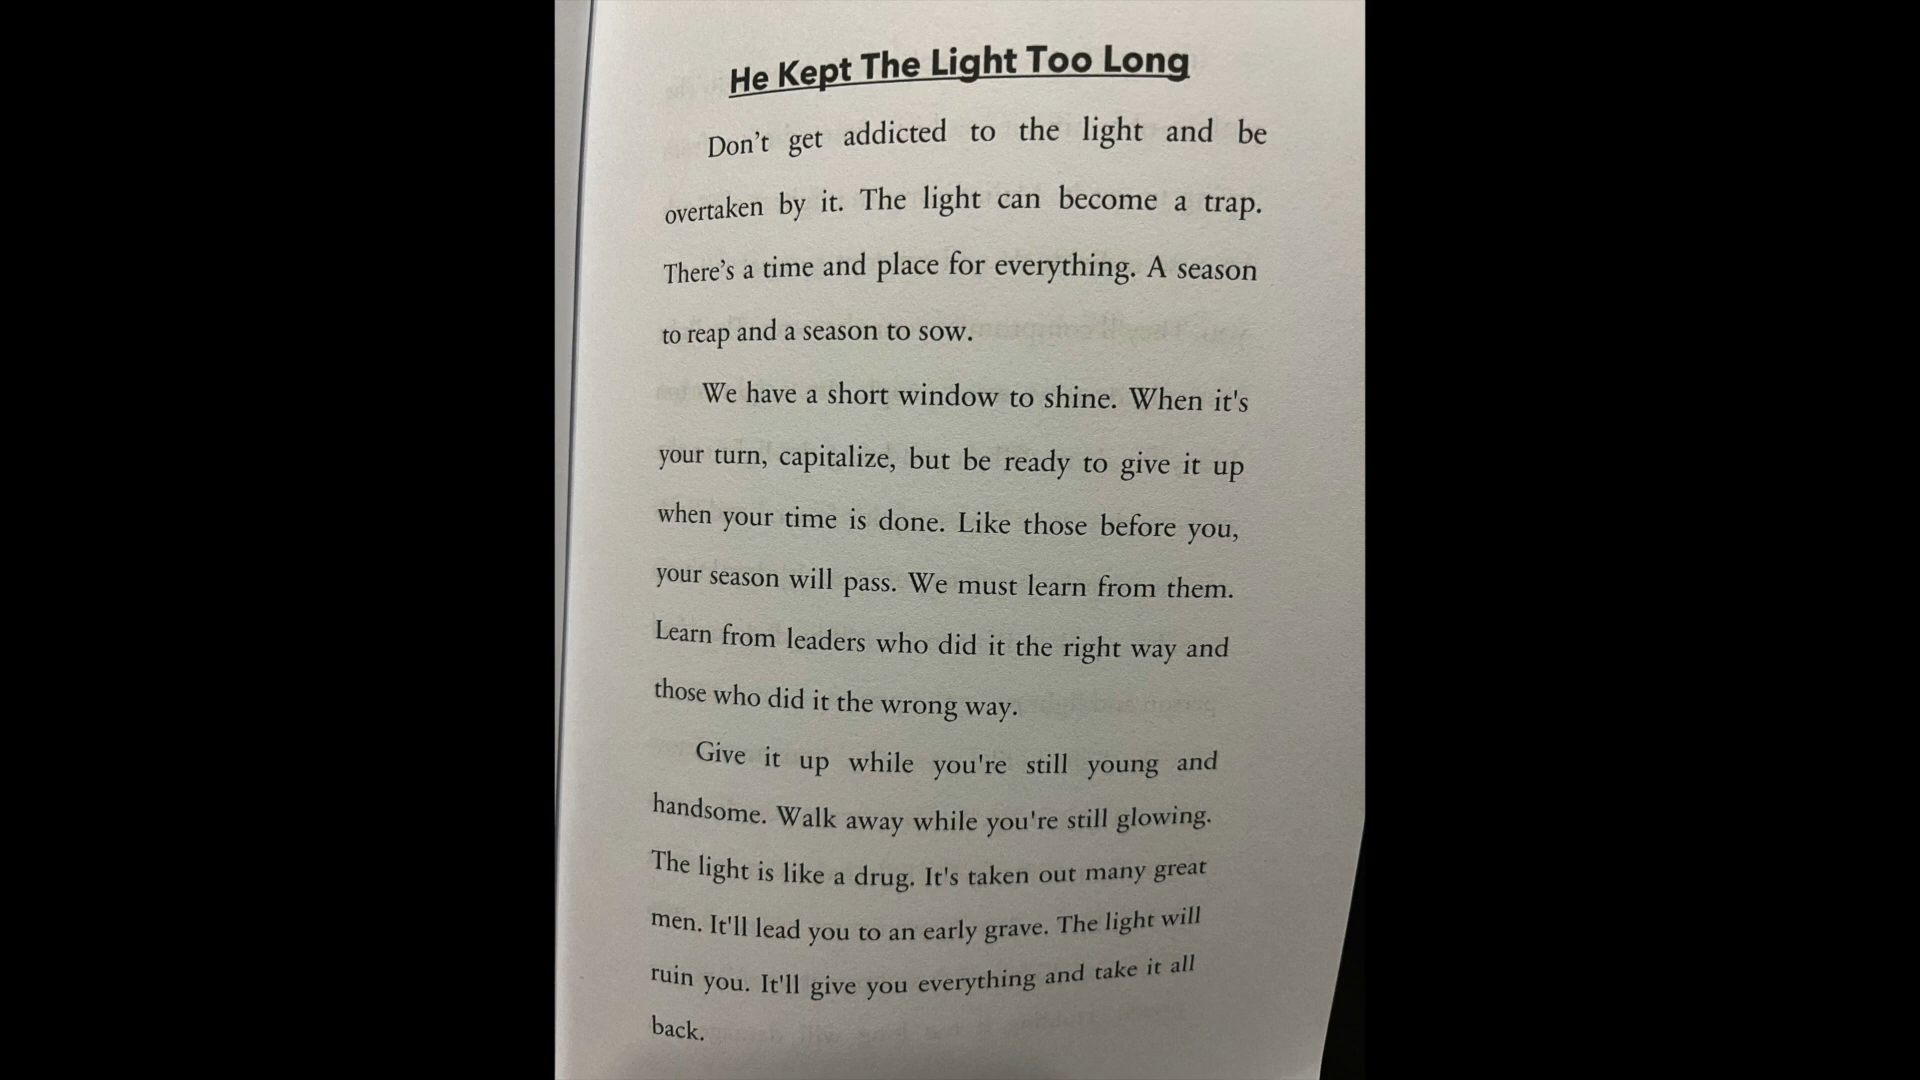 He Kept The Light Too Long
Don’t get addicted to the light and be
overtaken by it. The light can become a trap.
There’s a time and place for everything. A season
to reap and a season to sow.
We have a short window to shine. When it's
your turn, capitalize, but be ready to give it up
when your time is done. Like those before you,
your season will pass. We must learn from them.
Learn from leaders who did it the right way and
those who did it the wrong way.
Give it up while you're still young and
handsome. Walk away while you're still glowing.
The light is like a drug. It's taken out many great
men. It'll lead you to an early grave. The light will
ruin you. It'll give you everything and take it all
back.